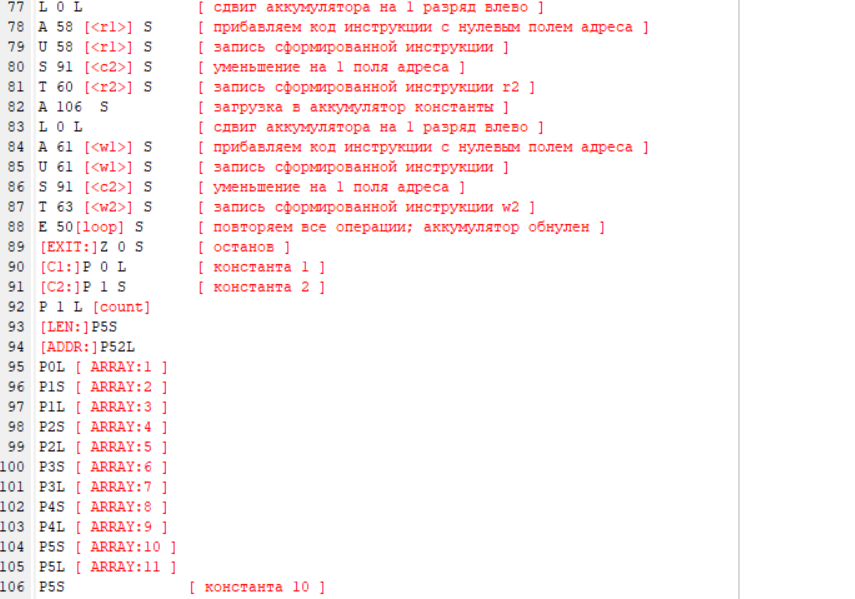 77 L 0 L [ сдвиг аккумулятора на 1 разряд влево ]
78 A 58 [<r1>] S [ прибавляем код инструкции с нулевым полем адреса ]
79 U 58 [<r1>] S [ запись сформированной инструкции ]
80 S 91 [<c2>] S [ уменьшение на 1 поля адреса ]
81 T 60 [<r2>] S [ запись сформированной инструкции r2 ]
82 A 106 S [ загрузка в аккумулятор константы ]
83 L 0 L [ сдвиг аккумулятора на 1 разряд влево ]
84 A 61 [<w1>] S [ прибавляем код инструкции с нулевым полем адреса ]
85 U 61 [<w1>] S [ запись сформированной инструкции ]
86 S 91 [<c2>] S [ уменьшение на 1 поля адреса ]
87 T 63 [<w2>] S [ запись сформированной инструкции w2 ]
88 E 50[loop] S [ повторяем все операции; аккумулятор обнулен ]
89 [EXIT:]Z 0 S [ останов ]
90 [C1:]P 0 L [ константа 1 ]
91 [C2:]P 1 S [ константа 2 ]
92 P 1 L [count]
93 [LEN:]P5S
94 [ADDR:]P52L
95 P0L [ ARRAY:1 ]
96 P1S [ ARRAY:2 ]
97 P1L [ ARRAY:3 ]
98 P2S [ ARRAY:4 ]
99 P2L [ ARRAY:5 ]
100 P3S [ ARRAY:6 ]
101 P3L [ ARRAY:7 ]
102 P4S [ ARRAY:8 ]
103 P4L [ ARRAY:9 ]
104 P5S [ ARRAY:10 ]
105 P5L [ ARRAY:11 ]
106 P5S [ константа 10 ]